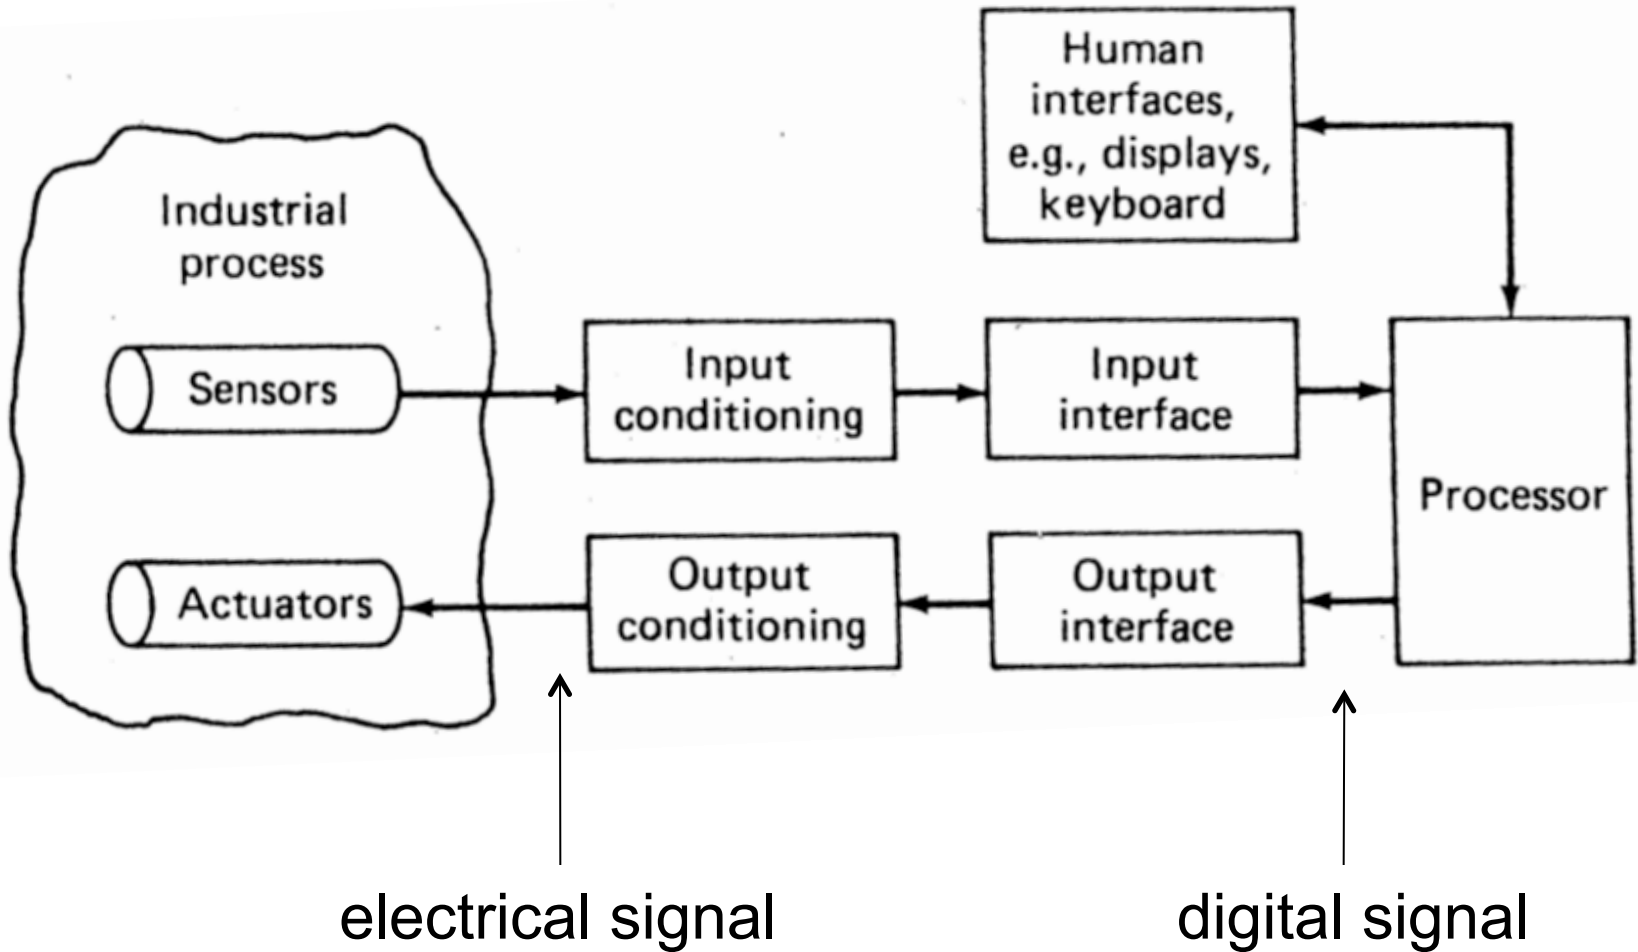 Human
interfaces,
e.g., displays,
keyboard
Industrial
process
Sensors
Input
conditioning
Input
interface
Processor
Actuators
Output
conditioning
Output
interface
electrical signal
digital signal